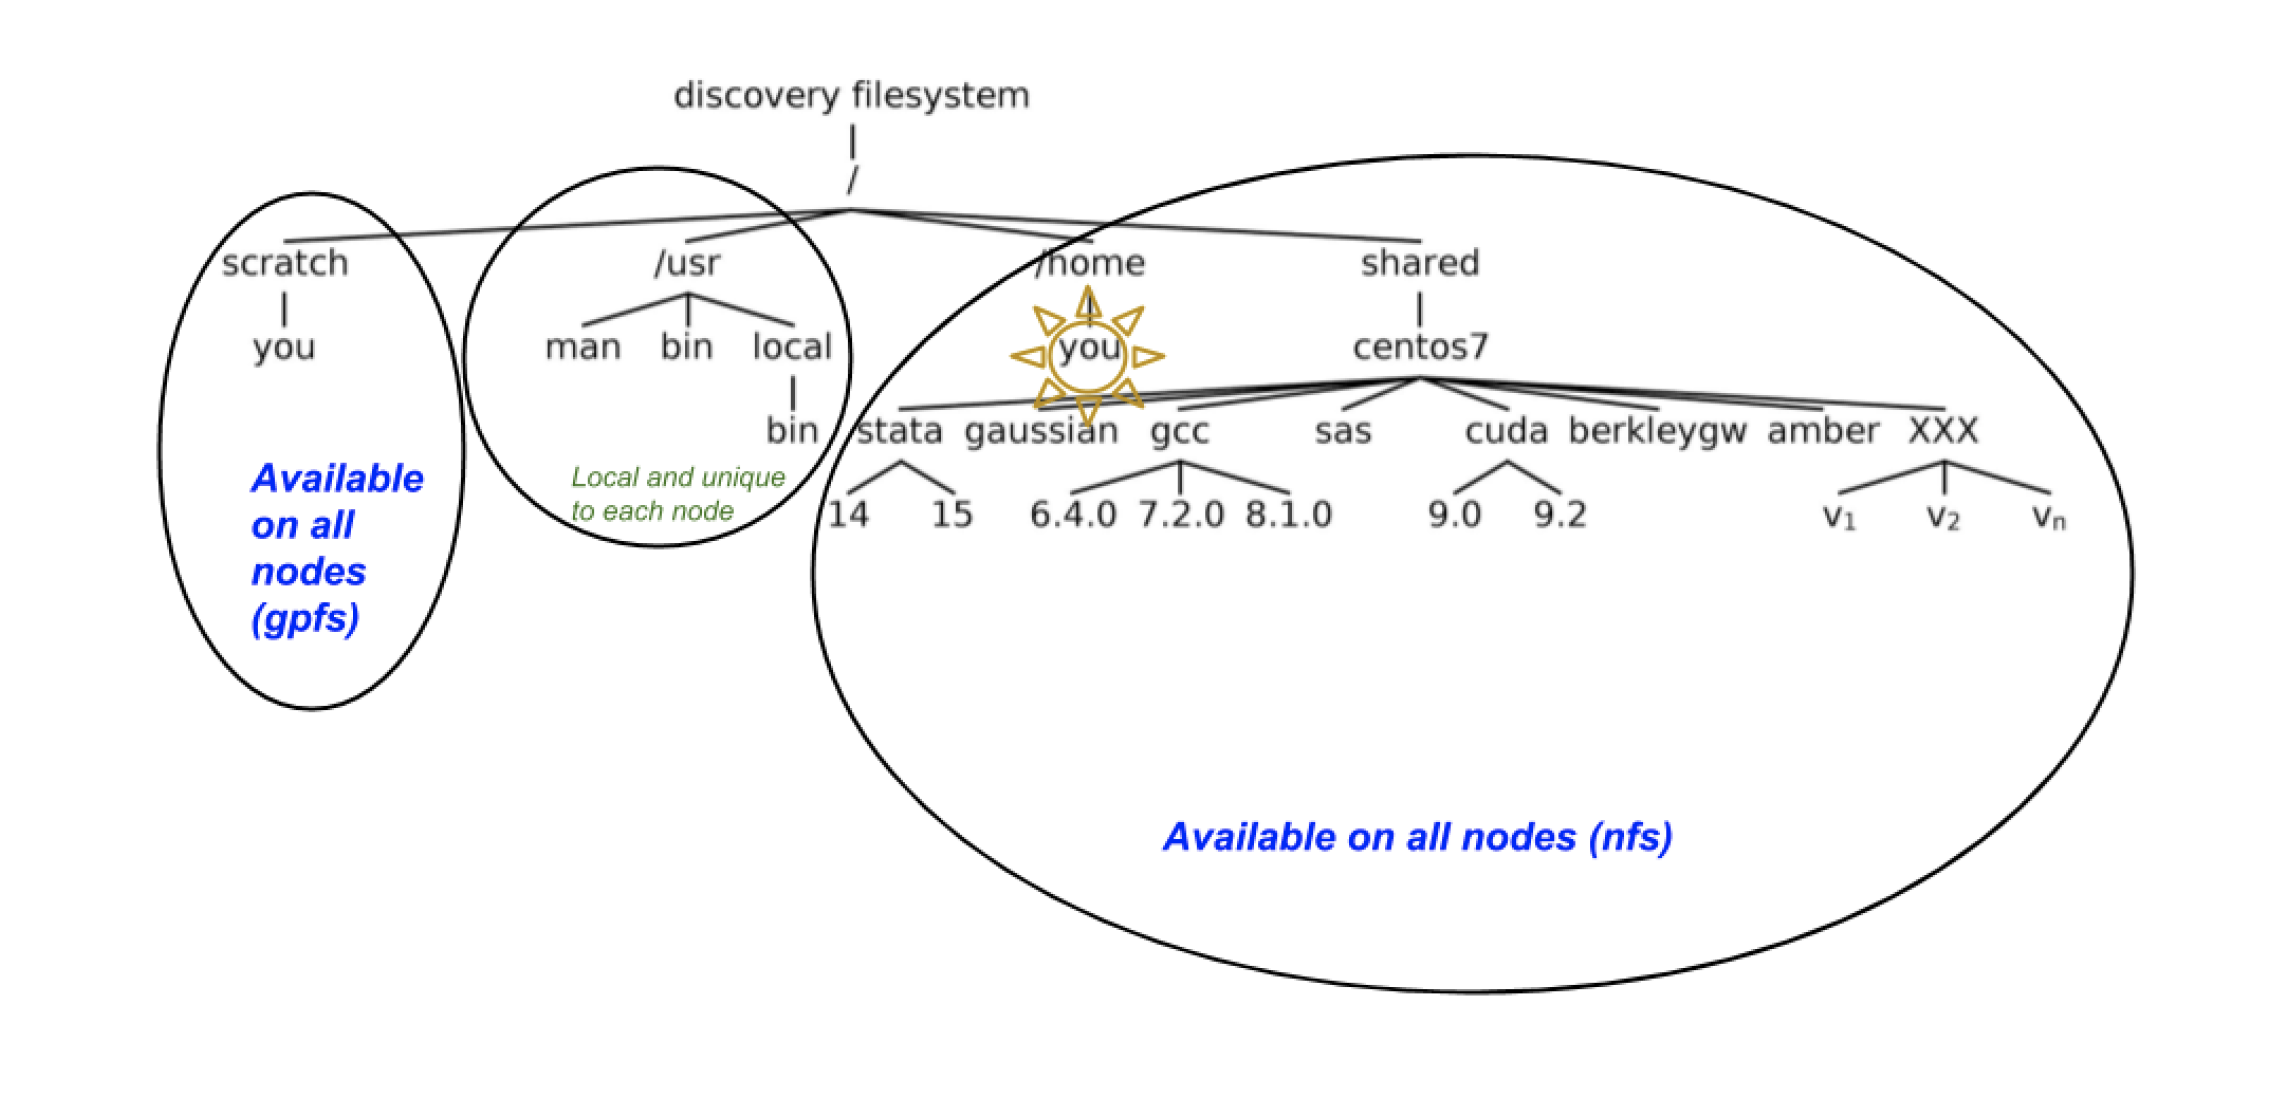 discovery filesystem
/
scratch /usr /home shared
you man bin local you centos7
bin stata gaussian gcc sas cuda berkleygw amber XXX
Available
on all
nodes
(gpfs)
Local and unique
to each node
14 15 6.4.0 7.2.0 8.1.0 9.0 9.2 v₁ v₂ vₙ
Available on all nodes (nfs)